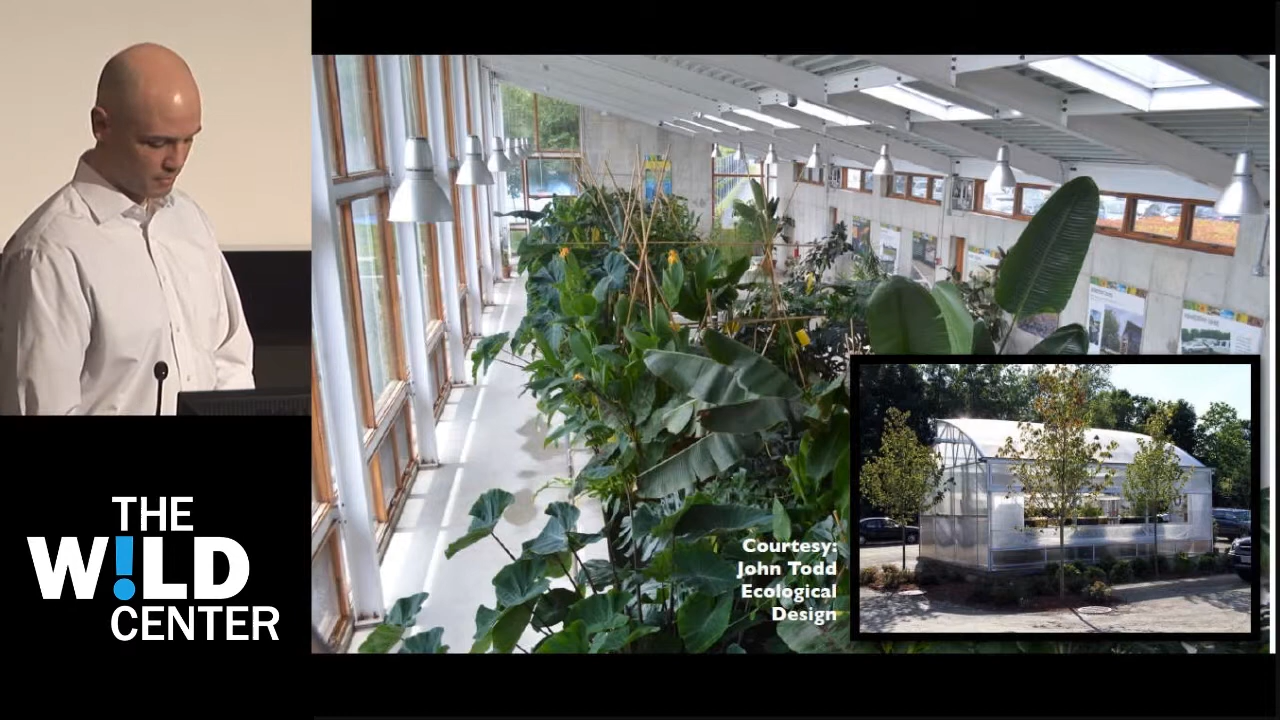 THE
W!LD
CENTER
Courtesy:
John Todd
Ecological
Design